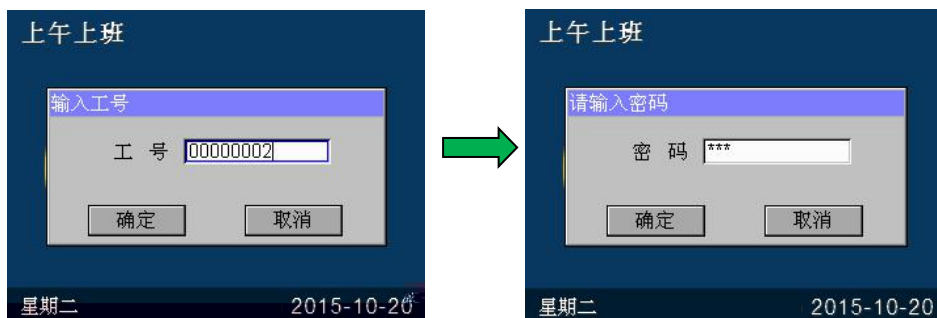 上午上班
输入工号
工 号 00000002
确定 取消
星期二 2015-10-20
上午上班
请输入密码
密 码 ***
确定 取消
星期二 2015-10-20